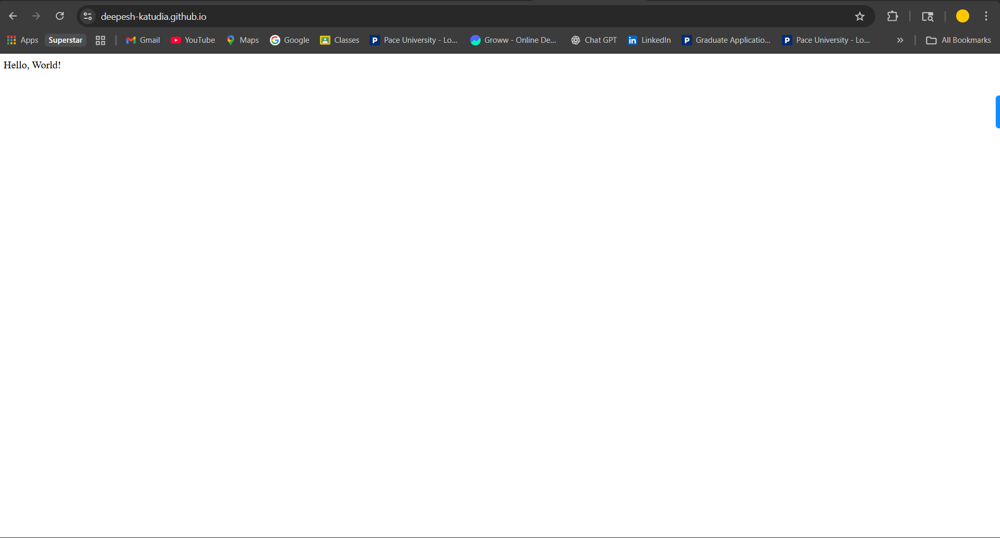 deepesh-katudia.github.io
Apps Superstar Gmail YouTube Maps Google Classes Pace University - Lo... Groww - Online De... Chat GPT LinkedIn Graduate Applicatio... Pace University - Lo... All Bookmarks
Hello, World!